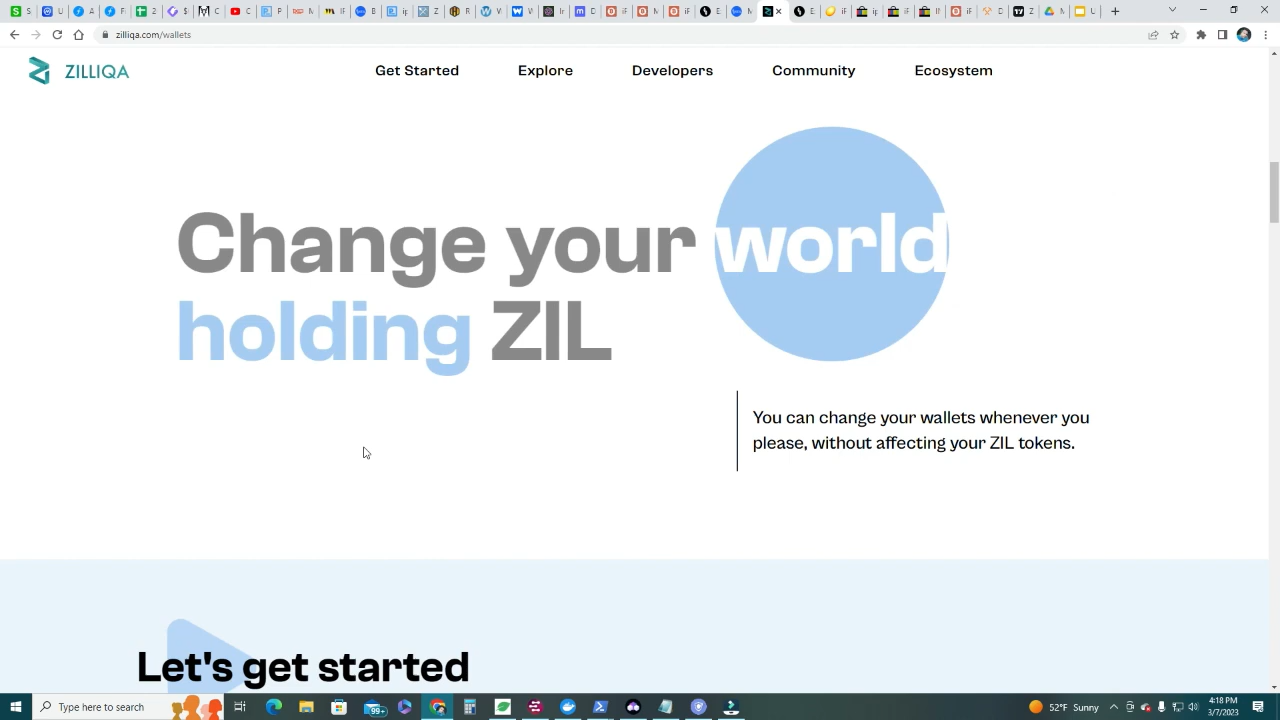 zilliqa.com/wallets
ZILLIQA
Get Started
Explore
Developers
Community
Ecosystem
Change your world
holding ZIL
You can change your wallets whenever you
please, without affecting your ZIL tokens.
Let's get started
Type here to search
99+
52°F Sunny
4:18 PM
3/7/2023